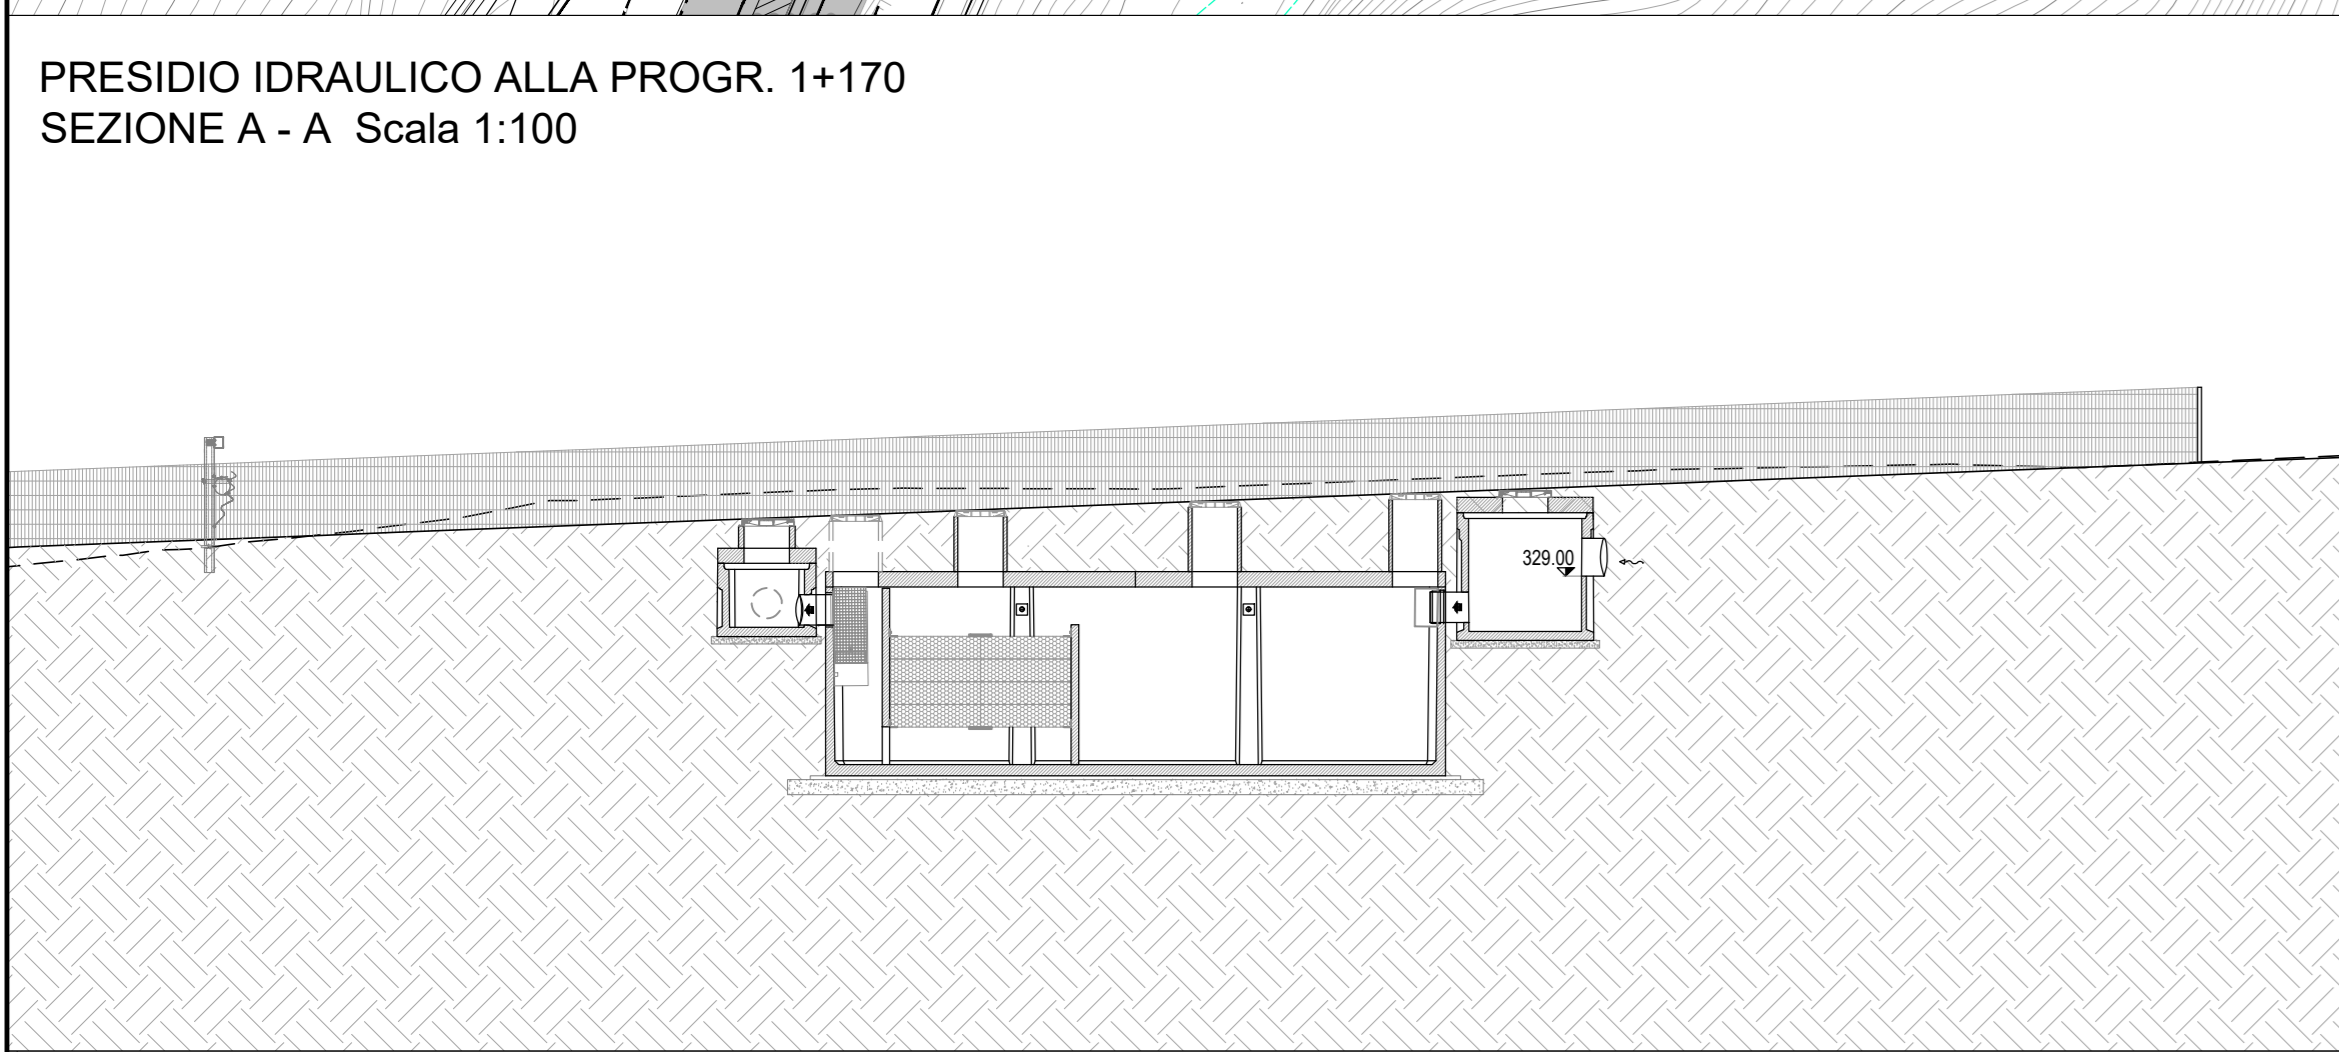 PRESIDIO IDRAULICO ALLA PROGR. 1+170
SEZIONE A - A Scala 1:100
329.00